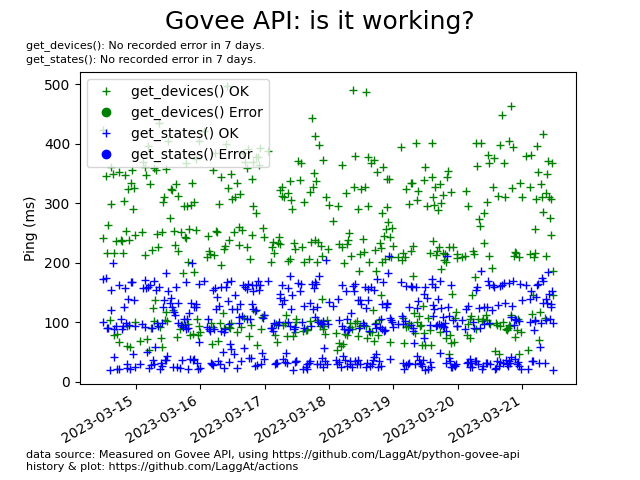 Govee API: is it working?
get_devices(): No recorded error in 7 days.
get_states(): No recorded error in 7 days.
500
400
300
200
100
0
Ping (ms)
get_devices() OK
get_devices() Error
get_states() OK
get_states() Error
2023-03-15
2023-03-16
2023-03-17
2023-03-18
2023-03-19
2023-03-20
2023-03-21
data source: Measured on Govee API, using https://github.com/LaggAt/python-govee-api
history & plot: https://github.com/LaggAt/actions